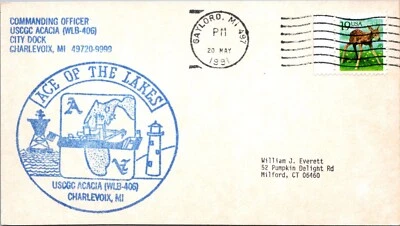 COMMANDING OFFICER
USCGC ACACIA (WLB-406)
CITY DOCK
CHARLEVOIX, MI 49720-9999
GAYLORD, MI 497
PM
20 MAY
1991
19 USA
ACE OF THE LAKES
A
A
USCGC ACACIA (WLB-406)
CHARLEVOIX, MI
William J. Everett
52 Pumpkin Delight Rd
Milford, CT 06460